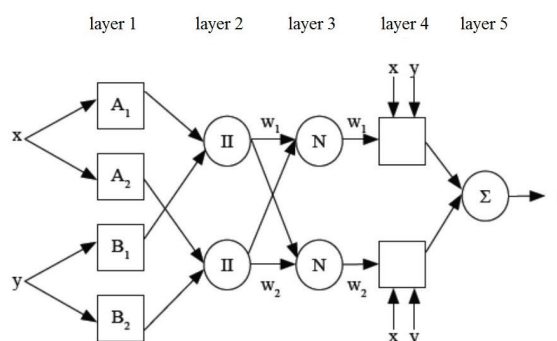 layer 1 layer 2 layer 3 layer 4 layer 5
x y
A₁
x Π w₁ N w₁
A₂
Σ
B₁
y Π w₂ N w₂
B₂
x y